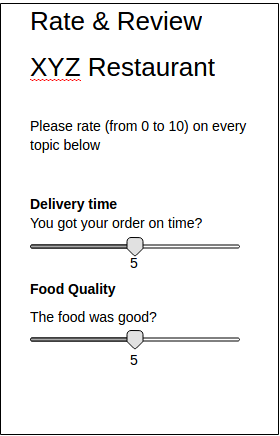 Rate & Review
XYZ Restaurant
Please rate (from 0 to 10) on every
topic below
Delivery time
You got your order on time?
5
Food Quality
The food was good?
5